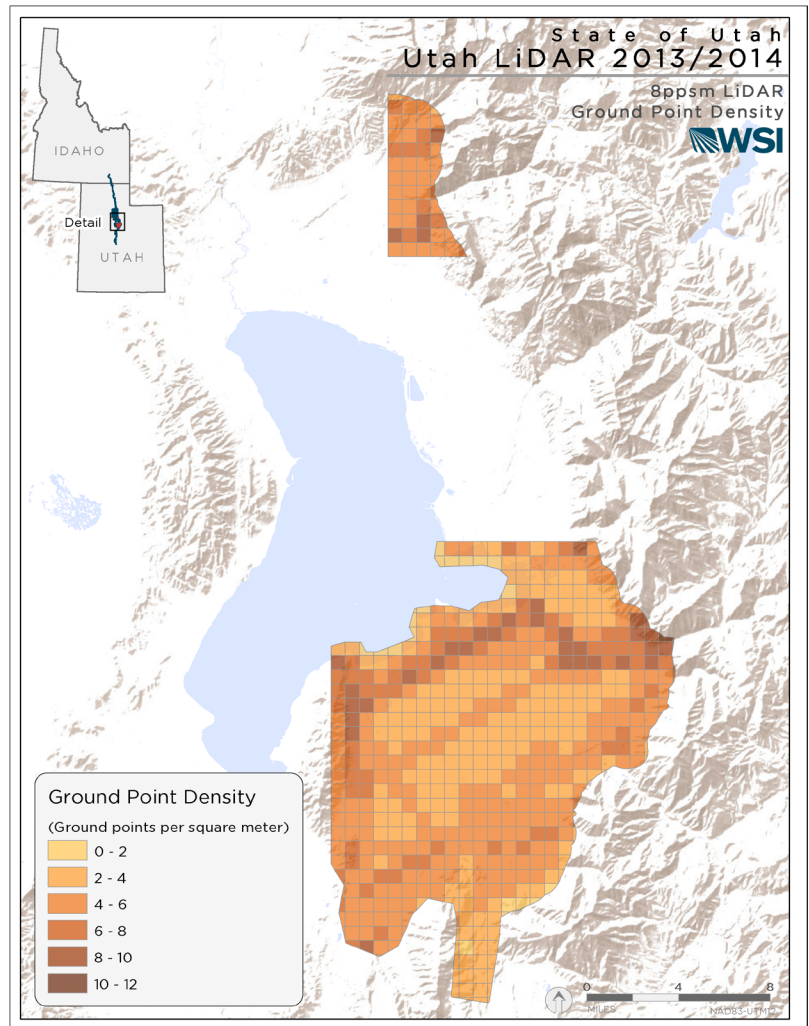 State of Utah
Utah LiDAR 2013/2014
8ppsm LiDAR
Ground Point Density
WSI
IDAHO
Detail
UTAH
Ground Point Density
(Ground points per square meter)
0 - 2
2 - 4
4 - 6
6 - 8
8 - 10
10 - 12
0 4 8
MILES
NAD83-UTM12